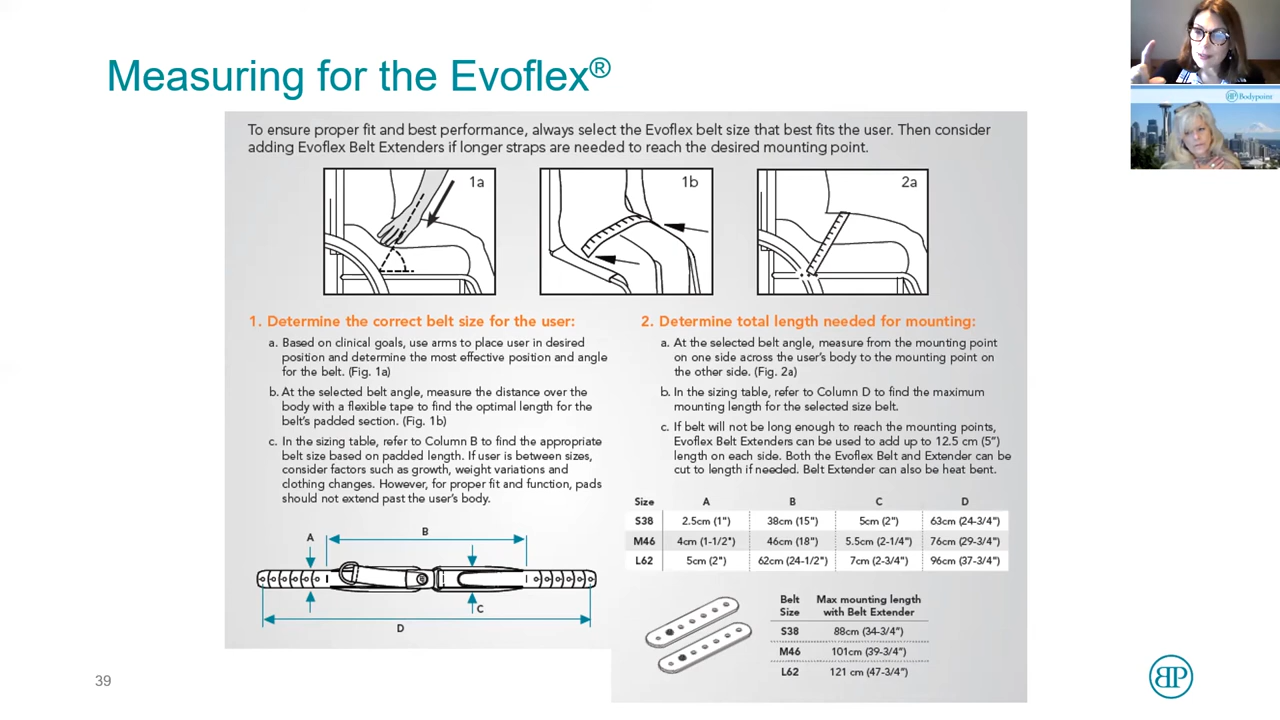 Measuring for the Evoflex®
Bodypoint
To ensure proper fit and best performance, always select the Evoflex belt size that best fits the user. Then consider
adding Evoflex Belt Extenders if longer straps are needed to reach the desired mounting point.
1a
1b
2a
1. Determine the correct belt size for the user:
a. Based on clinical goals, use arms to place user in desired
position and determine the most effective position and angle
for the belt. (Fig. 1a)
b. At the selected belt angle, measure the distance over the
body with a flexible tape to find the optimal length for the
belt's padded section. (Fig. 1b)
c. In the sizing table, refer to Column B to find the appropriate
belt size based on padded length. If user is between sizes,
consider factors such as growth, weight variations and
clothing changes. However, for proper fit and function, pads
should not extend past the user's body.
A
B
C
D
2. Determine total length needed for mounting:
a. At the selected belt angle, measure from the mounting point
on one side across the user's body to the mounting point on
the other side. (Fig. 2a)
b. In the sizing table, refer to Column D to find the maximum
mounting length for the selected size belt.
c. If belt will not be long enough to reach the mounting points,
Evoflex Belt Extenders can be used to add up to 12.5 cm (5")
length on each side. Both the Evoflex Belt and Extender can be
cut to length if needed. Belt Extender can also be heat bent.
Size A B C D
S38 2.5cm (1") 38cm (15") 5cm (2") 63cm (24-3/4")
M46 4cm (1-1/2") 46cm (18") 5.5cm (2-1/4") 76cm (29-3/4")
L62 5cm (2") 62cm (24-1/2") 7cm (2-3/4") 96cm (37-3/4")
Belt Max mounting length
Size with Belt Extender
S38 88cm (34-3/4")
M46 101cm (39-3/4")
L62 121 cm (47-3/4")
39
BP